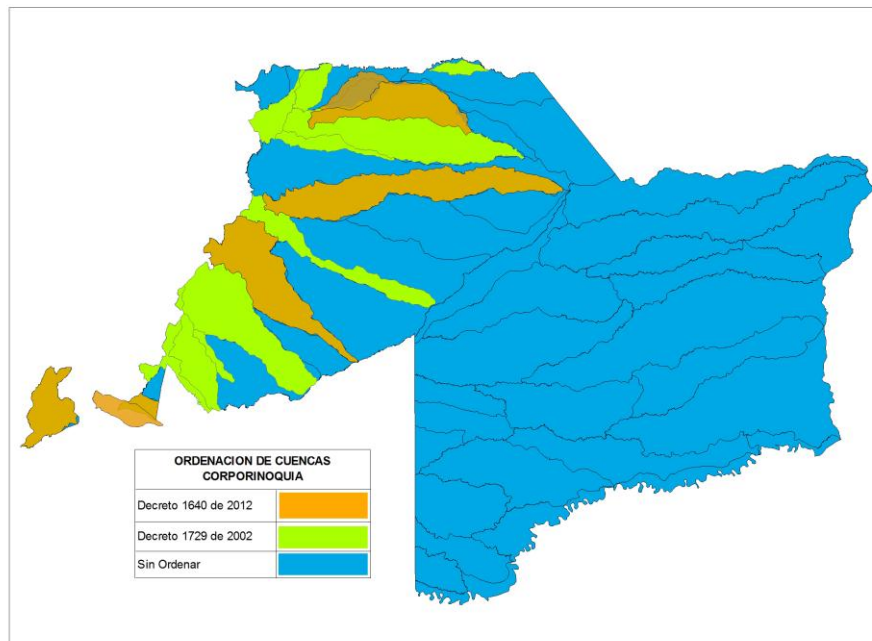 ORDENACION DE CUENCAS
CORPORINOQUIA
Decreto 1640 de 2012
Decreto 1729 de 2002
Sin Ordenar